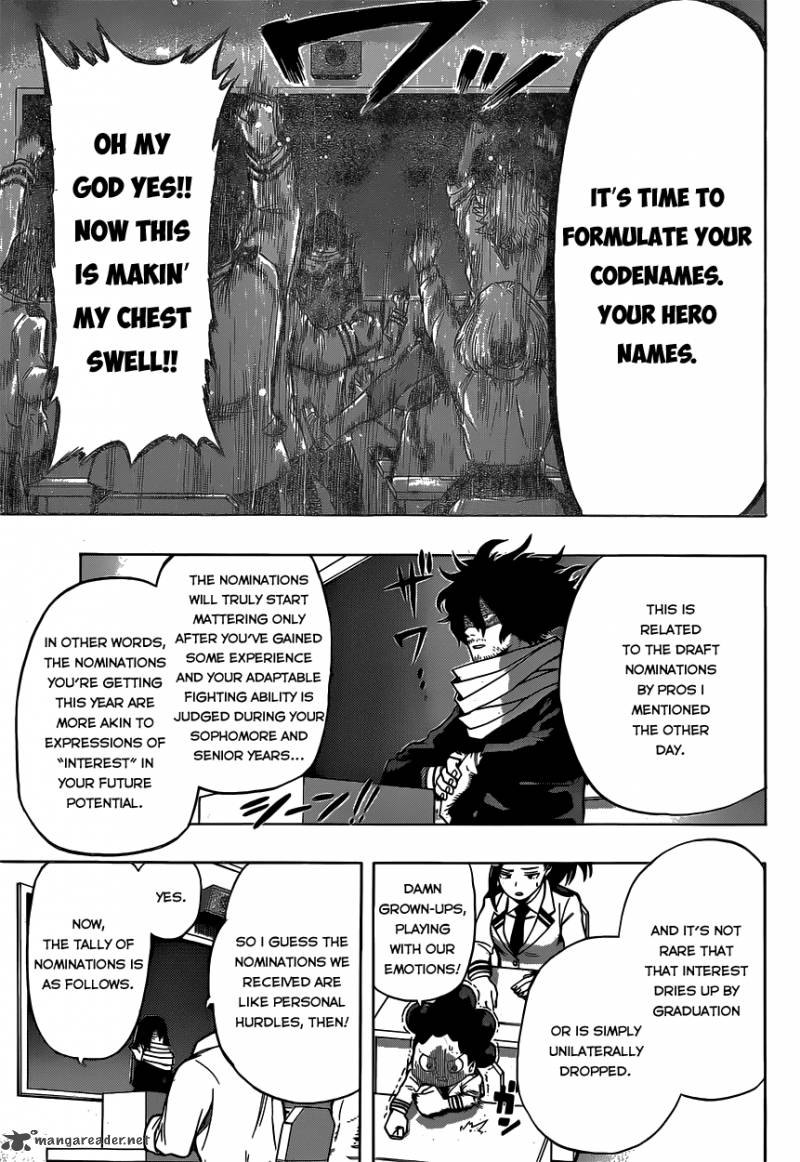 IT'S TIME TO
FORMULATE YOUR
CODENAMES.
YOUR HERO
NAMES.
ワッ
OH MY
GOD YES!!
NOW THIS
IS MAKIN'
MY CHEST
SWELL!!
THIS IS
RELATED
TO THE DRAFT
NOMINATIONS
BY PROS I
MENTIONED
THE OTHER
DAY.
THE NOMINATIONS
WILL TRULY START
MATTERING ONLY
AFTER YOU'VE GAINED
SOME EXPERIENCE
AND YOUR ADAPTABLE
FIGHTING ABILITY IS
JUDGED DURING YOUR
SOPHOMORE AND
SENIOR YEARS...
IN OTHER WORDS,
THE NOMINATIONS
YOU'RE GETTING
THIS YEAR ARE
MORE AKIN TO
EXPRESSIONS OF
"INTEREST" IN
YOUR FUTURE
POTENTIAL.
AND IT'S NOT
RARE THAT
THAT INTEREST
DRIES UP BY
GRADUATION
OR IS SIMPLY
UNILATERALLY
DROPPED.
DAMN
GROWN-UPS,
PLAYING
WITH OUR
EMOTIONS!
SO I GUESS THE
NOMINATIONS WE
RECEIVED ARE
LIKE PERSONAL
HURDLES, THEN!
YES.
NOW,
THE TALLY OF
NOMINATIONS IS
AS FOLLOWS.
mangareader.net